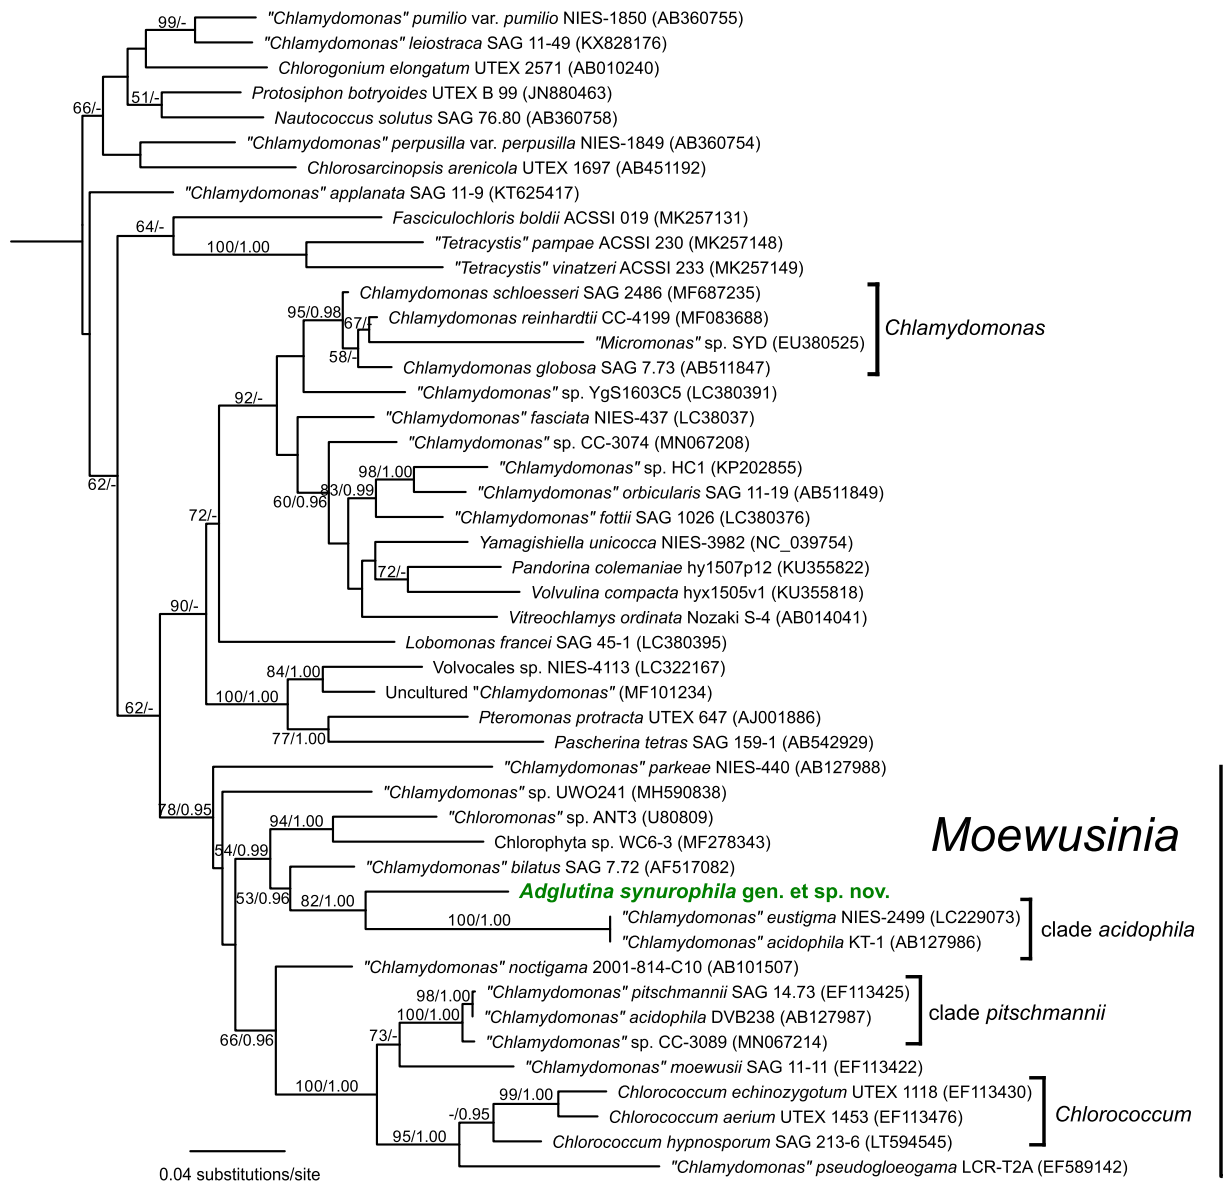 99/-
"Chlamydomonas" pumilio var. pumilio NIES-1850 (AB360755)
"Chlamydomonas" leiostraca SAG 11-49 (KX828176)
Chlorogonium elongatum UTEX 2571 (AB010240)
66/-
51/-
Protosiphon botryoides UTEX B 99 (JN880463)
Nautococcus solutus SAG 76.80 (AB360758)
"Chlamydomonas" perpusilla var. perpusilla NIES-1849 (AB360754)
Chlorosarcinopsis arenicola UTEX 1697 (AB451192)
"Chlamydomonas" applanata SAG 11-9 (KT625417)
64/-
Fasciculochloris boldii ACSSI 019 (MK257131)
100/1.00
"Tetracystis" pampae ACSSI 230 (MK257148)
"Tetracystis" vinatzeri ACSSI 233 (MK257149)
Chlamydomonas schloesseri SAG 2486 (MF687235)
95/0.98
67/-
Chlamydomonas reinhardtii CC-4199 (MF083688)
Chlamydomonas
"Micromonas" sp. SYD (EU380525)
58/-
Chlamydomonas globosa SAG 7.73 (AB511847)
92/-
"Chlamydomonas" sp. YgS1603C5 (LC380391)
"Chlamydomonas" fasciata NIES-437 (LC38037)
"Chlamydomonas" sp. CC-3074 (MN067208)
98/1.00
"Chlamydomonas" sp. HC1 (KP202855)
62/-
60/0.96
83/0.99
"Chlamydomonas" orbicularis SAG 11-19 (AB511849)
72/-
"Chlamydomonas" fottii SAG 1026 (LC380376)
Yamagishiella unicocca NIES-3982 (NC_039754)
72/-
Pandorina colemaniae hy1507p12 (KU355822)
Volvulina compacta hyx1505v1 (KU355818)
90/-
Vitreochlamys ordinata Nozaki S-4 (AB014041)
Lobomonas francei SAG 45-1 (LC380395)
84/1.00
Volvocales sp. NIES-4113 (LC322167)
100/1.00
Uncultured "Chlamydomonas" (MF101234)
62/-
Pteromonas protracta UTEX 647 (AJ001886)
77/1.00
Pascherina tetras SAG 159-1 (AB542929)
"Chlamydomonas" parkeae NIES-440 (AB127988)
"Chlamydomonas" sp. UWO241 (MH590838)
78/0.95
94/1.00
"Chloromonas" sp. ANT3 (U80809)
Moewusinia
54/0.99
Chlorophyta sp. WC6-3 (MF278343)
"Chlamydomonas" bilatus SAG 7.72 (AF517082)
53/0.96
82/1.00
Adglutina synurophila gen. et sp. nov.
100/1.00
"Chlamydomonas" eustigma NIES-2499 (LC229073)
clade acidophila
"Chlamydomonas" acidophila KT-1 (AB127986)
"Chlamydomonas" noctigama 2001-814-C10 (AB101507)
98/1.00
"Chlamydomonas" pitschmannii SAG 14.73 (EF113425)
100/1.00
"Chlamydomonas" acidophila DVB238 (AB127987)
clade pitschmannii
66/0.96
73/-
"Chlamydomonas" sp. CC-3089 (MN067214)
"Chlamydomonas" moewusii SAG 11-11 (EF113422)
100/1.00
99/1.00
Chlorococcum echinozygotum UTEX 1118 (EF113430)
-/0.95
Chlorococcum aerium UTEX 1453 (EF113476)
Chlorococcum
95/1.00
Chlorococcum hypnosporum SAG 213-6 (LT594545)
"Chlamydomonas" pseudogloeogama LCR-T2A (EF589142)
0.04 substitutions/site